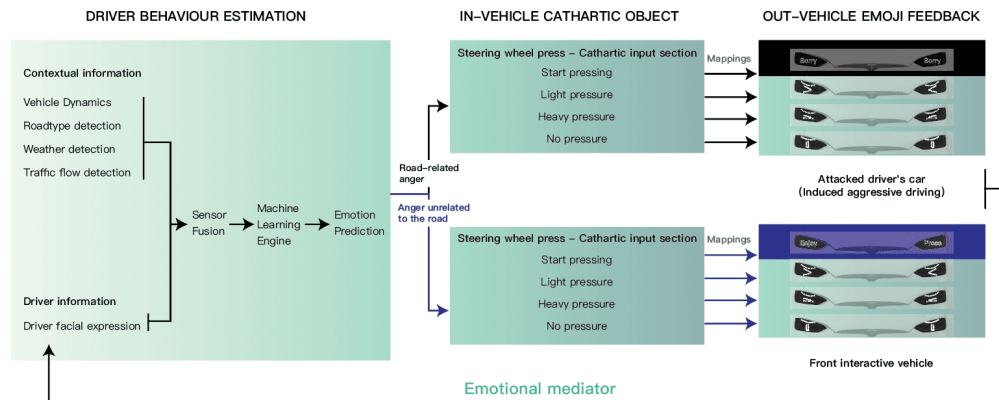 DRIVER BEHAVIOUR ESTIMATION
IN-VEHICLE CATHARTIC OBJECT
OUT-VEHICLE EMOJI FEEDBACK
Contextual information
Vehicle Dynamics
Roadtype detection
Weather detection
Traffic flow detection
Sensor
Fusion
Machine
Learning
Engine
Emotion
Prediction
Driver information
Driver facial expression
Road-related
anger
Anger unrelated
to the road
Steering wheel press - Cathartic input section
Start pressing
Light pressure
Heavy pressure
No pressure
Mappings
Attacked driver's car
(Induced aggressive driving)
Steering wheel press - Cathartic input section
Start pressing
Light pressure
Heavy pressure
No pressure
Mappings
Enjoy
Front interactive vehicle
Emotional mediator